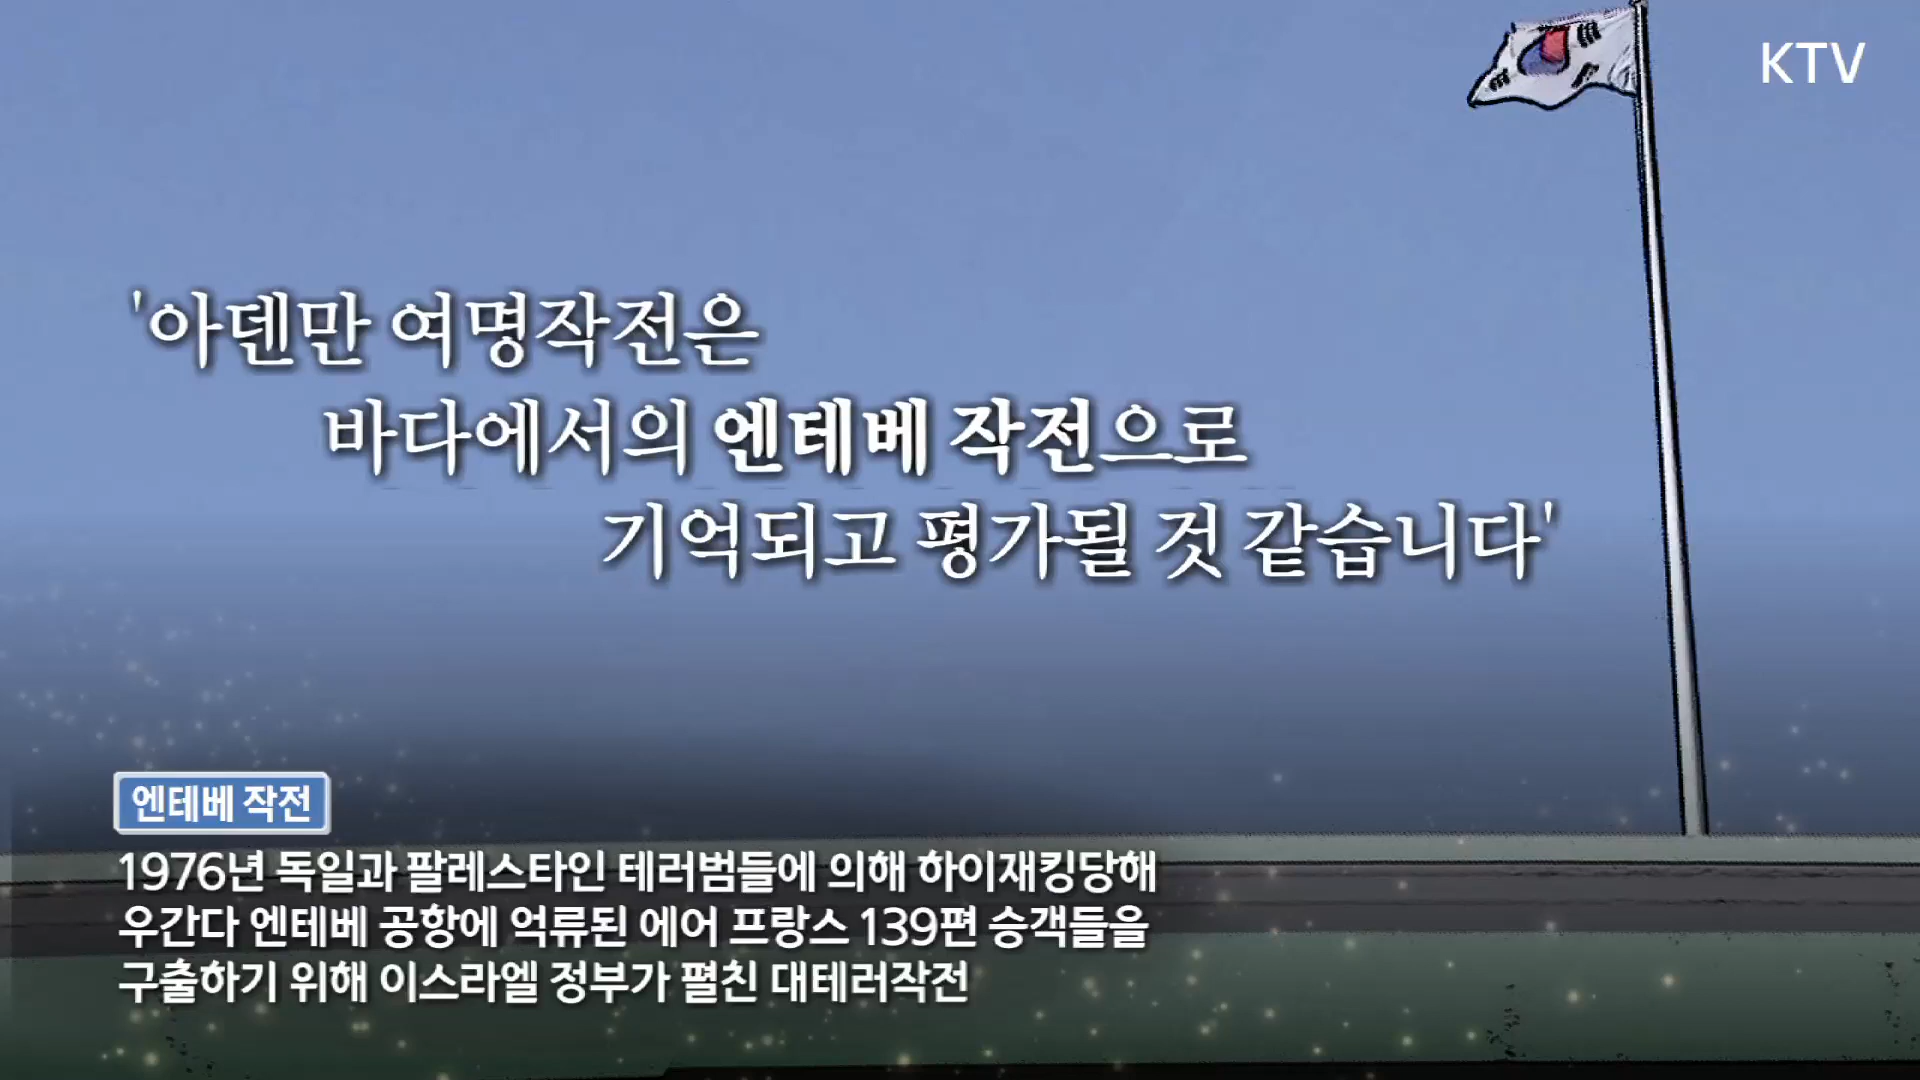 KTV
'아덴만 여명작전은
바다에서의 엔테베 작전으로
기억되고 평가될 것 같습니다'
엔테베 작전
1976년 독일과 팔레스타인 테러범들에 의해 하이재킹당해
우간다 엔테베 공항에 억류된 에어 프랑스 139편 승객들을
구출하기 위해 이스라엘 정부가 펼친 대테러작전